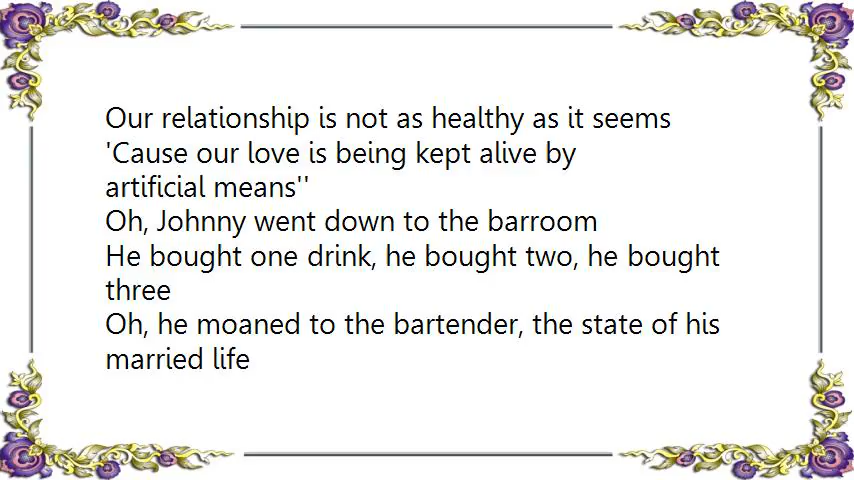 Our relationship is not as healthy as it seems
'Cause our love is being kept alive by
artificial means''
Oh, Johnny went down to the barroom
He bought one drink, he bought two, he bought
three
Oh, he moaned to the bartender, the state of his
married life